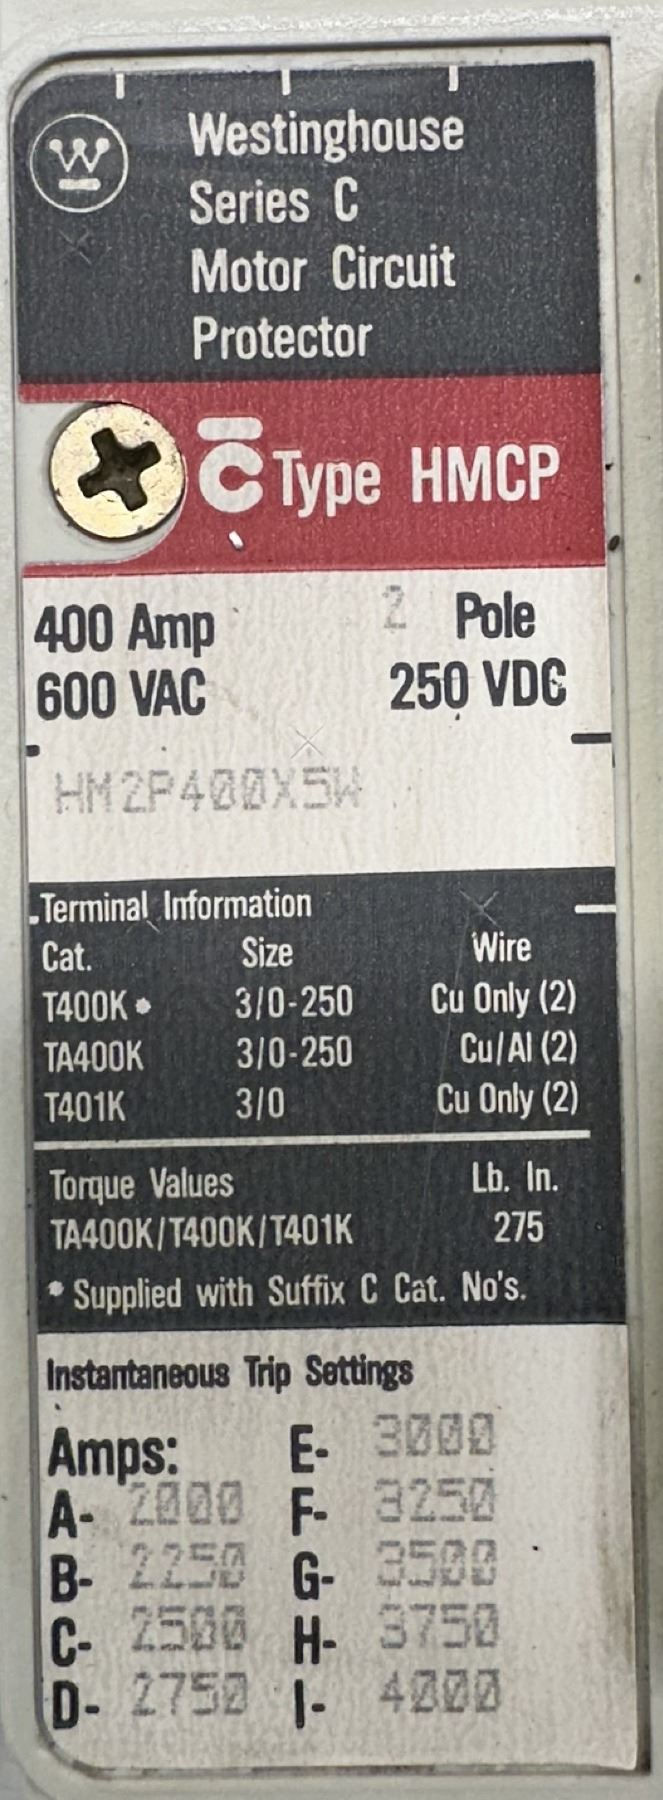 W
Westinghouse
Series C
Motor Circuit
Protector
C Type HMCP
400 Amp 2 Pole
600 VAC 250 VDC
HM2P400X5W
Terminal Information
Cat. Size Wire
T400K• 3/0-250 Cu Only (2)
TA400K 3/0-250 Cu/Al (2)
T401K 3/0 Cu Only (2)
Torque Values Lb. In.
TA400K/T400K/T401K 275
• Supplied with Suffix C Cat. No's.
Instantaneous Trip Settings
Amps: E- 3000
A- 2000 F- 3250
B- 2250 G- 3500
C- 2500 H- 3750
D- 2750 I- 4000